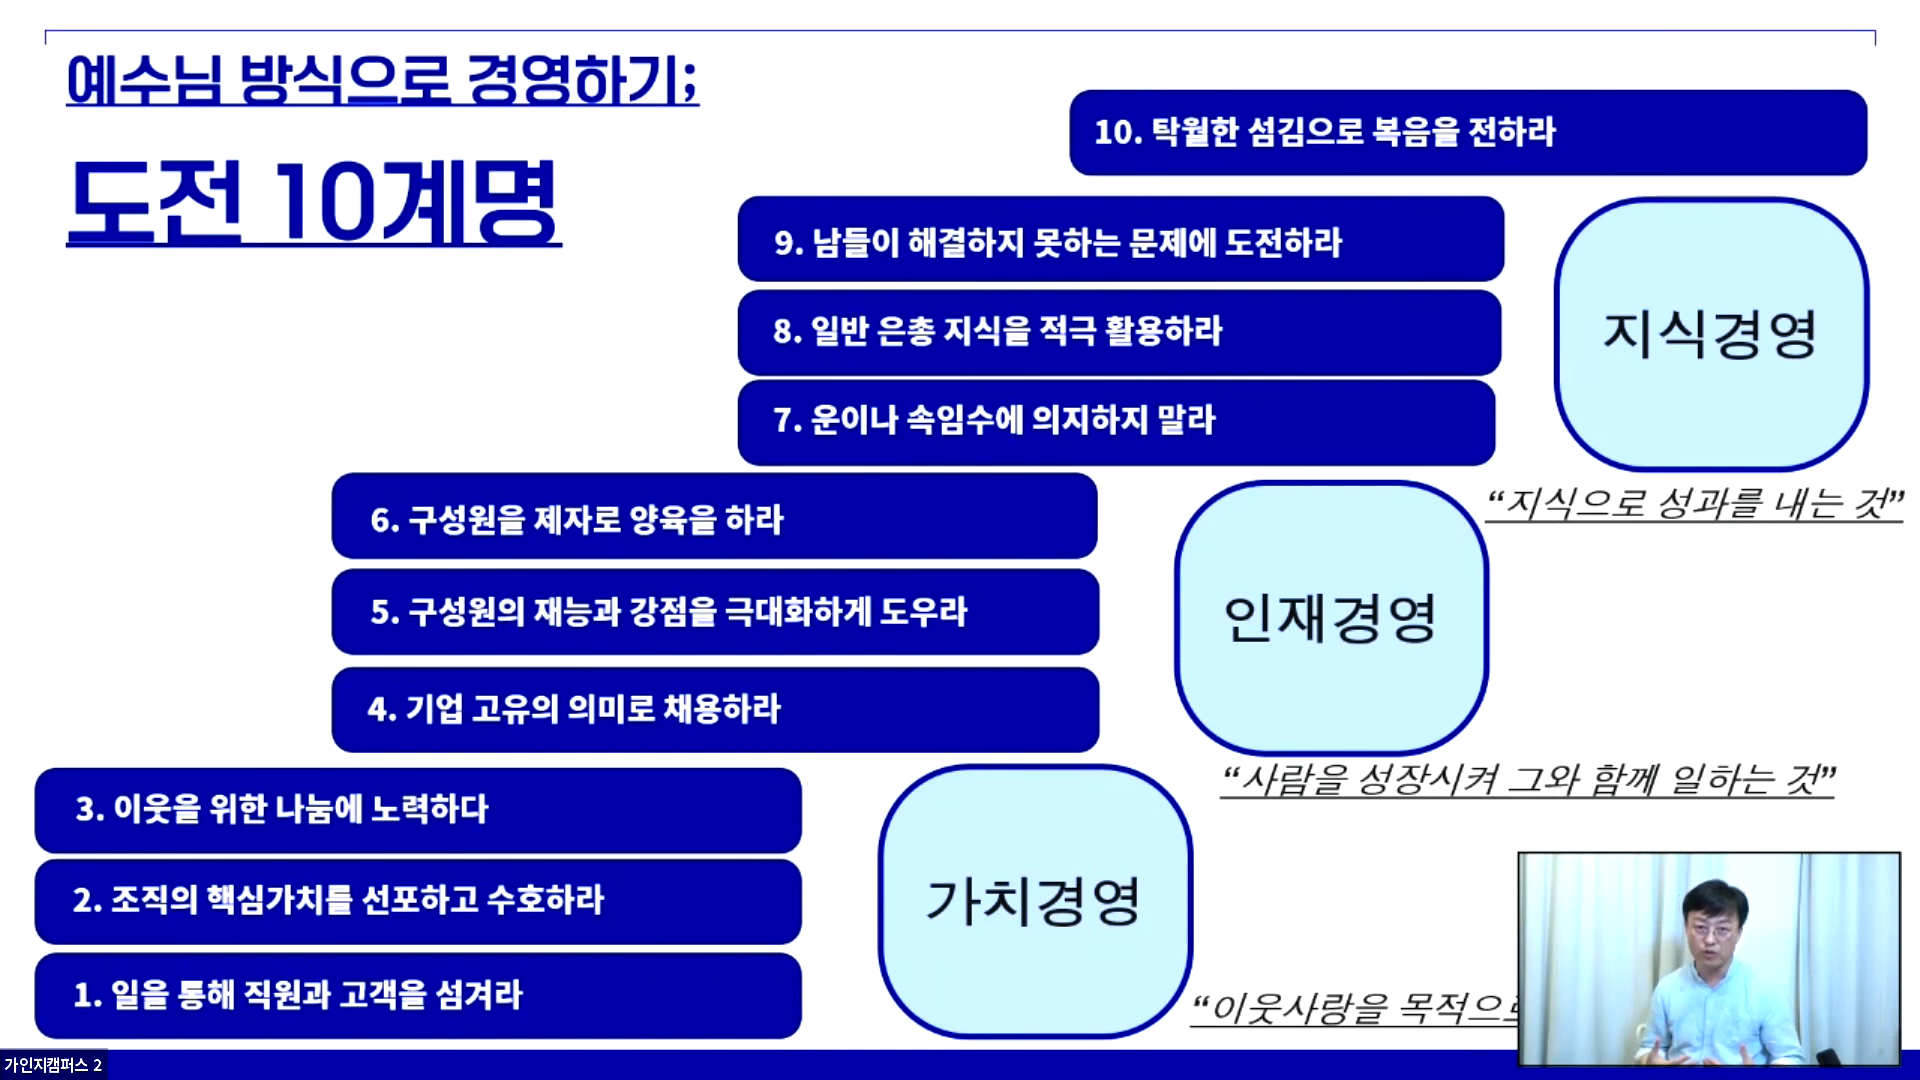 예수님 방식으로 경영하기;
도전 10계명
10. 탁월한 섬김으로 복음을 전하라
9. 남들이 해결하지 못하는 문제에 도전하라
8. 일반 은총 지식을 적극 활용하라
7. 운이나 속임수에 의지하지 말라
지식경영
“지식으로 성과를 내는 것”
6. 구성원을 제자로 양육을 하라
5. 구성원의 재능과 강점을 극대화하게 도우라
4. 기업 고유의 의미로 채용하라
인재경영
“사람을 성장시켜 그와 함께 일하는 것”
3. 이웃을 위한 나눔에 노력하다
2. 조직의 핵심가치를 선포하고 수호하라
1. 일을 통해 직원과 고객을 섬겨라
가치경영
“이웃사랑을
가인지캠퍼스 2